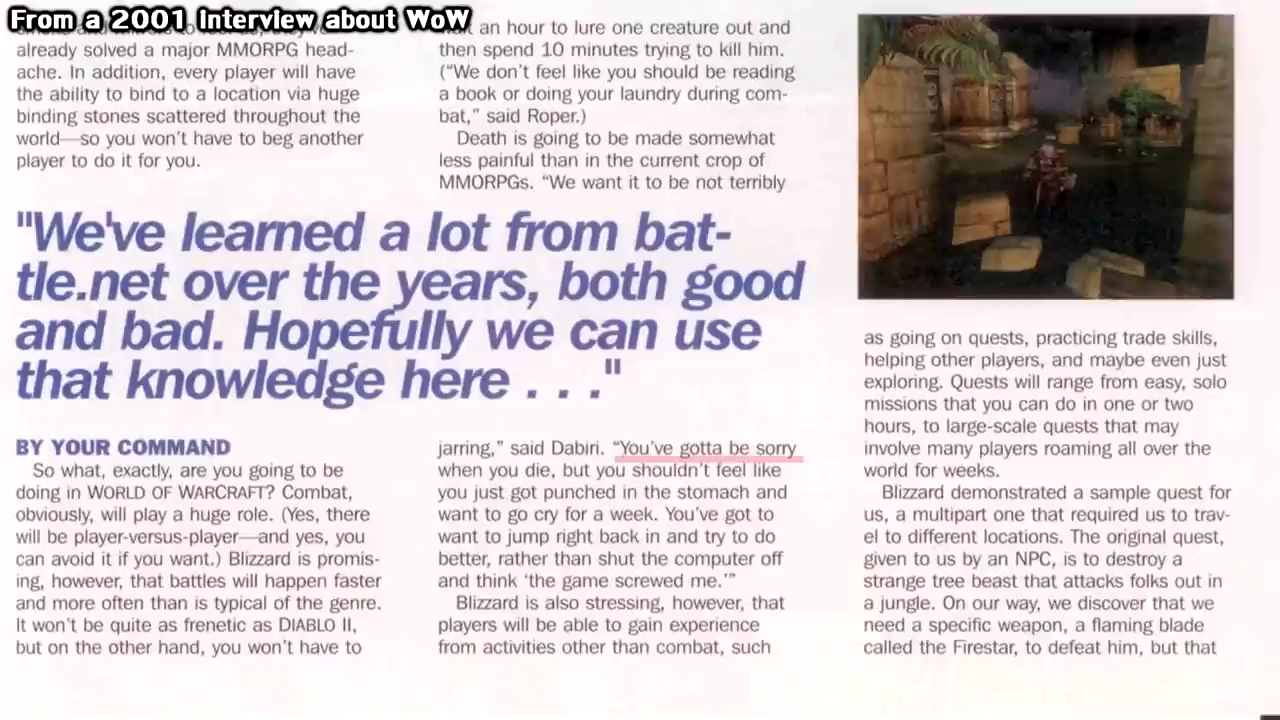 From a 2001 Interview about WoW
already solved a major MMORPG head-
ache. In addition, every player will have
the ability to bind to a location via huge
binding stones scattered throughout the
world—so you won't have to beg another
player to do it for you.
an hour to lure one creature out and
then spend 10 minutes trying to kill him.
("We don't feel like you should be reading
a book or doing your laundry during com-
bat," said Roper.)
Death is going to be made somewhat
less painful than in the current crop of
MMORPGs. "We want it to be not terribly
"We've learned a lot from bat-
tle.net over the years, both good
and bad. Hopefully we can use
that knowledge here . . ."
BY YOUR COMMAND
So what, exactly, are you going to be
doing in WORLD OF WARCRAFT? Combat,
obviously, will play a huge role. (Yes, there
will be player-versus-player—and yes, you
can avoid it if you want.) Blizzard is promis-
ing, however, that battles will happen faster
and more often than is typical of the genre.
It won't be quite as frenetic as DIABLO II,
but on the other hand, you won't have to
jarring," said Dabiri. "You've gotta be sorry
when you die, but you shouldn't feel like
you just got punched in the stomach and
want to go cry for a week. You've got to
want to jump right back in and try to do
better, rather than shut the computer off
and think 'the game screwed me.'"
Blizzard is also stressing, however, that
players will be able to gain experience
from activities other than combat, such
as going on quests, practicing trade skills,
helping other players, and maybe even just
exploring. Quests will range from easy, solo
missions that you can do in one or two
hours, to large-scale quests that may
involve many players roaming all over the
world for weeks.
Blizzard demonstrated a sample quest for
us, a multipart one that required us to trav-
el to different locations. The original quest,
given to us by an NPC, is to destroy a
strange tree beast that attacks folks out in
a jungle. On our way, we discover that we
need a specific weapon, a flaming blade
called the Firestar, to defeat him, but that